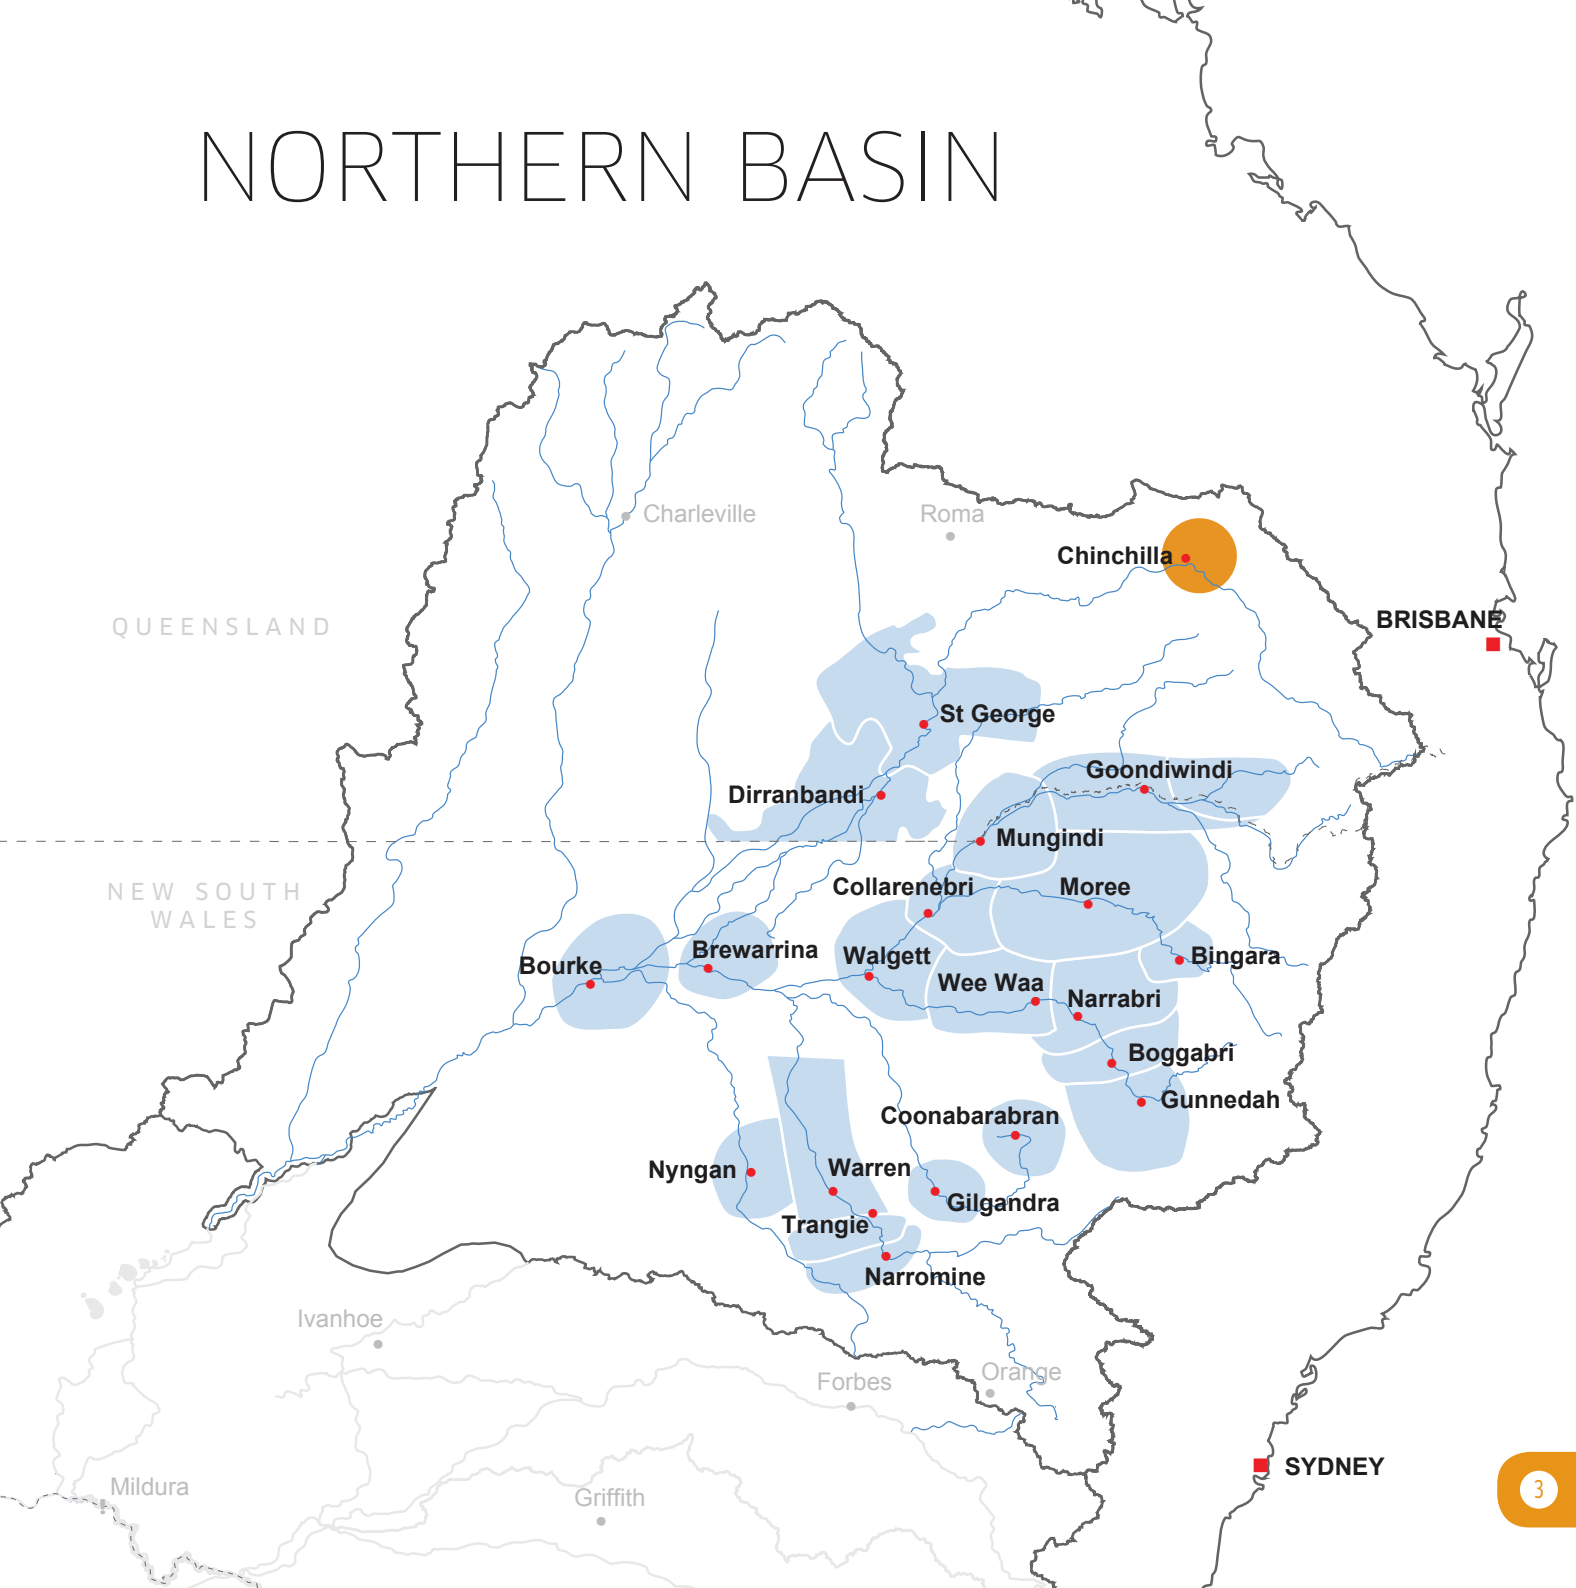 NORTHERN BASIN
Charleville
Roma
Chinchilla
QUEENSLAND
BRISBANE
St George
Goondiwindi
Dirranbandi
Mungindi
NEW SOUTH
WALES
Collarenebri
Moree
Brewarrina
Walgett
Bingara
Bourke
Wee Waa
Narrabri
Boggabri
Gunnedah
Coonabarabran
Nyngan
Warren
Gilgandra
Trangie
Narromine
Ivanhoe
Forbes
Orange
SYDNEY
Mildura
Griffith
3